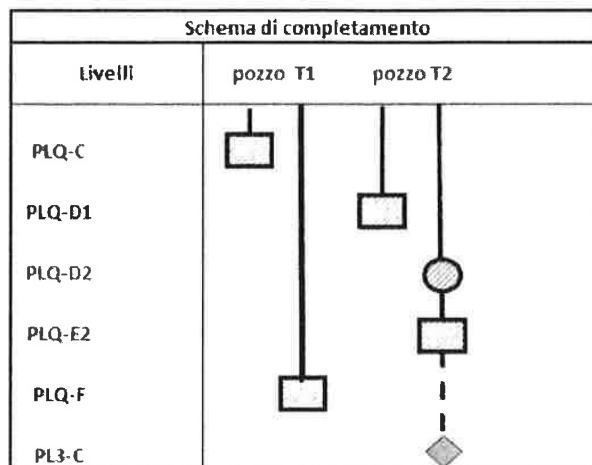 Schema di completamento
Livelli pozzo T1 pozzo T2
PLQ-C
PLQ-D1
PLQ-D2
PLQ-E2
PLQ-F
PL3-C